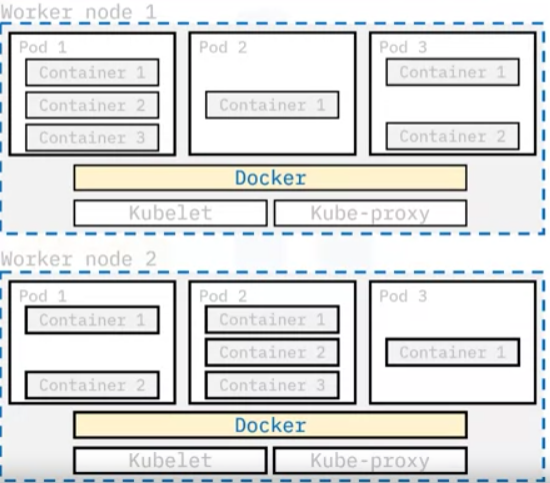 Worker node 1
Pod 1
Container 1
Container 2
Container 3
Pod 2
Container 1
Pod 3
Container 1
Container 2
Docker
Kubelet
Kube-proxy
Worker node 2
Pod 1
Container 1
Container 2
Pod 2
Container 1
Container 2
Container 3
Pod 3
Container 1
Docker
Kubelet
Kube-proxy